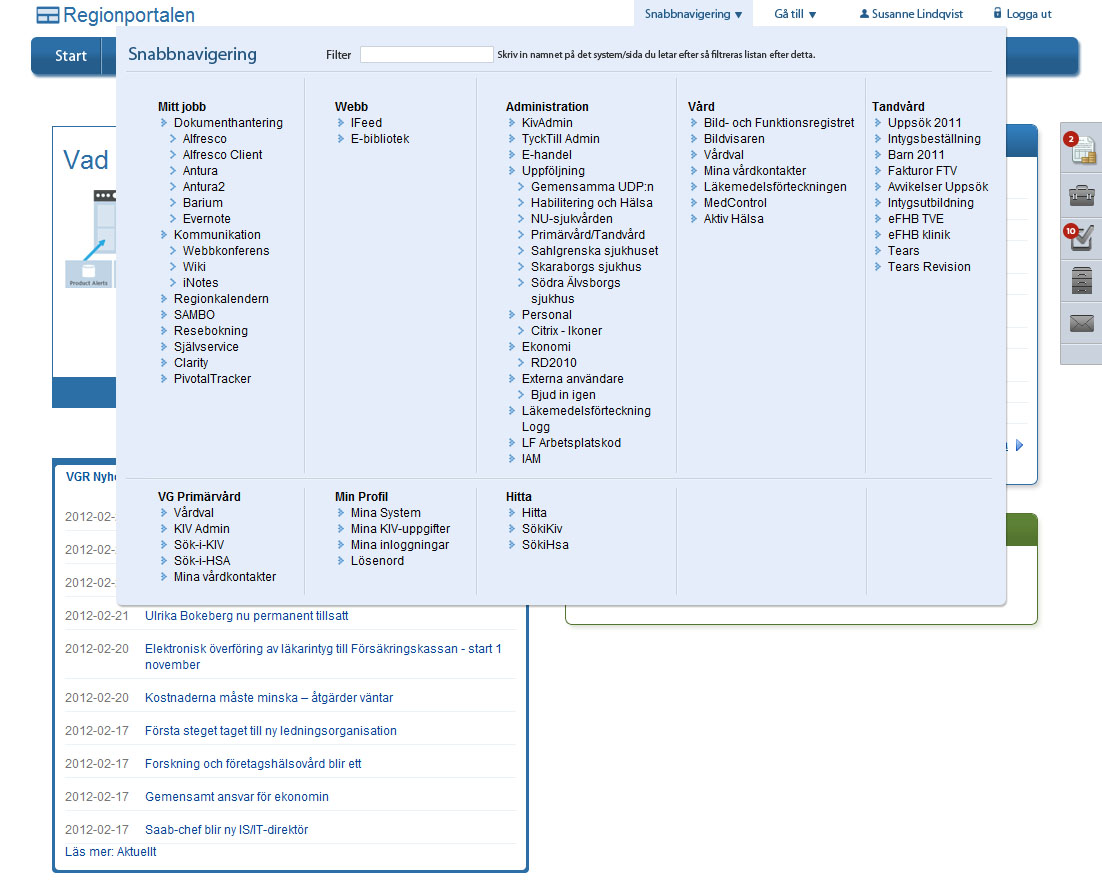 Regionportalen
Snabbnavigering
Gå till
Susanne Lindqvist
Logga ut
Start
Snabbnavigering
Filter
Skriv in namnet på det system/sida du letar efter så filtreras listan efter detta.
Mitt jobb
Dokumenthantering
Alfresco
Alfresco Client
Antura
Antura2
Barium
Evernote
Kommunikation
Webbkonferens
Wiki
iNotes
Regionkalendern
SAMBO
Resebokning
Självservice
Clarity
PivotalTracker
Webb
IFeed
E-bibliotek
Administration
KivAdmin
TyckTill Admin
E-handel
Uppföljning
Gemensamma UDP:n
Habilitering och Hälsa
NU-sjukvården
Primärvård/Tandvård
Sahlgrenska sjukhuset
Skaraborgs sjukhus
Södra Älvsborgs
sjukhus
Personal
Citrix - Ikoner
Ekonomi
RD2010
Externa användare
Bjud in igen
Läkemedelsförteckning
Logg
LF Arbetsplatskod
IAM
Vård
Bild- och Funktionsregistret
Bildvisaren
Vårdval
Mina vårdkontakter
Läkemedelsförteckningen
MedControl
Aktiv Hälsa
Tandvård
Uppsök 2011
Intygsbeställning
Barn 2011
Fakturor FTV
Avvikelser Uppsök
Intygsutbildning
eFHB TVE
eFHB klinik
Tears
Tears Revision
VG Primärvård
Vårdval
KIV Admin
Sök-i-KIV
Sök-i-HSA
Mina vårdkontakter
Min Profil
Mina System
Mina KIV-uppgifter
Mina inloggningar
Lösenord
Hitta
Hitta
SökiKiv
SökiHsa
Vad
Product Alerts
2
10
VGR Nyhe
2012-02-
2012-02-
2012-02-
2012-02-21 Ulrika Bokeberg nu permanent tillsatt
2012-02-20 Elektronisk överföring av läkarintyg till Försäkringskassan - start 1
november
2012-02-20 Kostnaderna måste minska – åtgärder väntar
2012-02-17 Första steget taget till ny ledningsorganisation
2012-02-17 Forskning och företagshälsovård blir ett
2012-02-17 Gemensamt ansvar för ekonomin
2012-02-17 Saab-chef blir ny IS/IT-direktör
Läs mer: Aktuellt